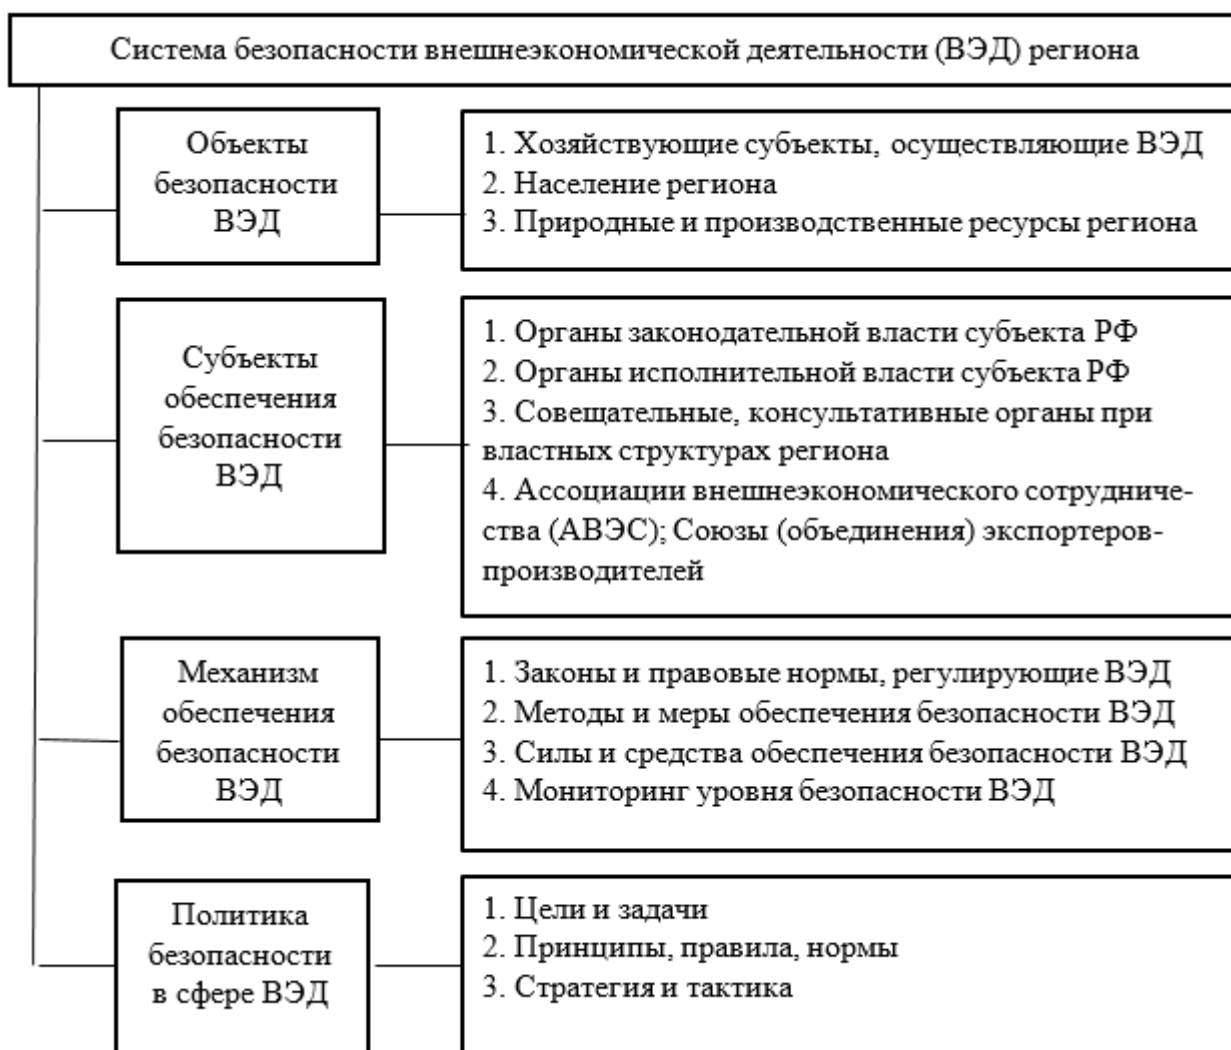 Система безопасности внешнеэкономической деятельности (ВЭД) региона
Объекты
безопасности
ВЭД
1. Хозяйствующие субъекты, осуществляющие ВЭД
2. Население региона
3. Природные и производственные ресурсы региона
Субъекты
обеспечения
безопасности
ВЭД
1. Органы законодательной власти субъекта РФ
2. Органы исполнительной власти субъекта РФ
3. Совещательные, консультативные органы при
властных структурах региона
4. Ассоциации внешнеэкономического сотрудниче-
ства (АВЭС); Союзы (объединения) экспортеров-
производителей
Механизм
обеспечения
безопасности
ВЭД
1. Законы и правовые нормы, регулирующие ВЭД
2. Методы и меры обеспечения безопасности ВЭД
3. Силы и средства обеспечения безопасности ВЭД
4. Мониторинг уровня безопасности ВЭД
Политика
безопасности
в сфере ВЭД
1. Цели и задачи
2. Принципы, правила, нормы
3. Стратегия и тактика